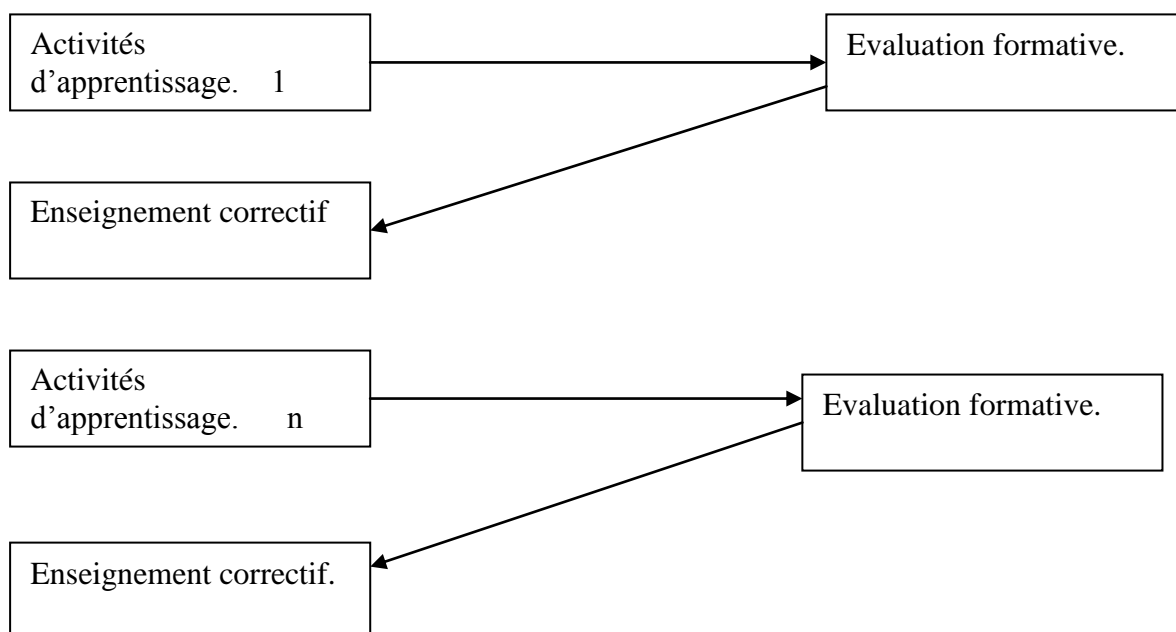 Activités
d’apprentissage. 1
Evaluation formative.
Enseignement correctif
Activités
d’apprentissage. n
Evaluation formative.
Enseignement correctif.